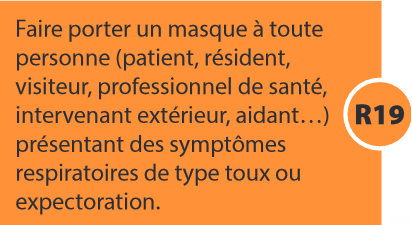 Faire porter un masque à toute
personne (patient, résident,
visiteur, professionnel de santé,
intervenant extérieur, aidant…)
présentant des symptômes
respiratoires de type toux ou
expectoration.
R19